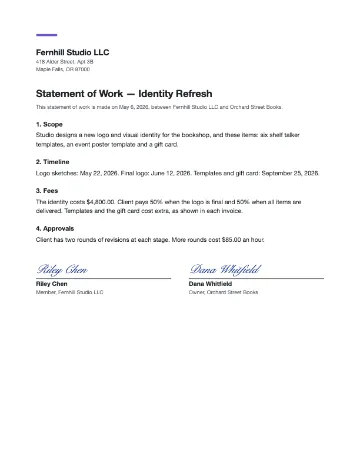 Fernhill Studio LLC
418 Aldar Street, Apt 3B
Maple Falls, OR 97000
Statement of Work — Identity Refresh
This statement of work is made on May 6, 2026, between Fernhill Studio LLC and Orchard Street Books.
1. Scope
Studio designs a new logo and visual identity for the bookshop, and these items: six shelf talker
templates, an event poster template and a gift card.
2. Timeline
Logo sketches: May 22, 2026. Final logo: June 12, 2026. Templates and gift card: September 25, 2026.
3. Fees
The identity costs $4,800.00. Client pays 50% when the logo is final and 50% when all items are
delivered. Templates and the gift card cost extra, as shown in each invoice.
4. Approvals
Client has two rounds of revisions at each stage. More rounds cost $85.00 an hour.
Riley Chen Dana Whitfield
Riley Chen Dana Whitfield
Member, Fernhill Studio LLC Owner, Orchard Street Books